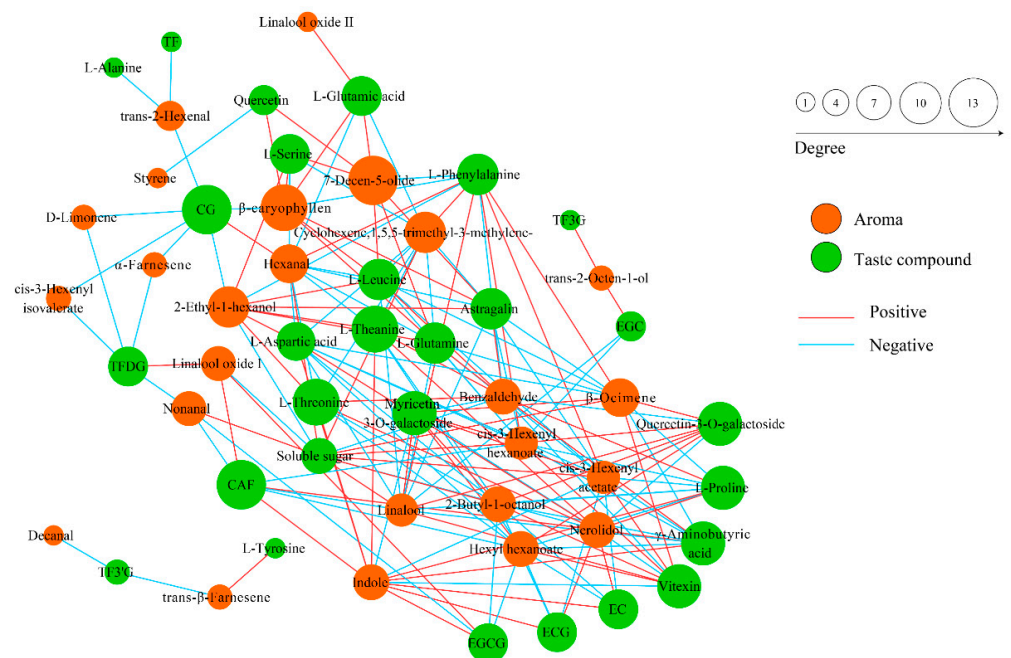 Linalool oxide II
TF
L-Alanine
Quercetin
L-Glutamic acid
1
4
7
10
13
trans-2-Hexenal
Degree
L-Serine
Styrene
7-Decen-5-olide
L-Phenylalanine
CG
β-caryophyllen
D-Limonene
TF3G
Aroma
Cyclohexene,1,5,5-trimethyl-3-methylene-
α-Farnesene
Hexanal
Taste compound
trans-2-Octen-1-ol
L-Leucine
cis-3-Hexenyl
isovalerate
2-Ethyl-1-hexanol
Astragalin
Positive
EGC
L-Theanine
L-Aspartic acid
L-Glutamine
Negative
TFDG
Linalool oxide I
Benzaldehyde
β-Ocimene
L-Threonine
Myricetin
3-O-galactoside
Nonanal
Quercetin-3-O-galactoside
cis-3-Hexenyl
hexanoate
Soluble sugar
cis-3-Hexenyl
acetate
CAF
L-Proline
2-Butyl-1-octanol
Linalool
Nerolidol
γ-Aminobutyric
acid
Decanal
L-Tyrosine
Hexyl hexanoate
TF3'G
Indole
Vitexin
trans-β-Farnesene
EC
ECG
EGCG